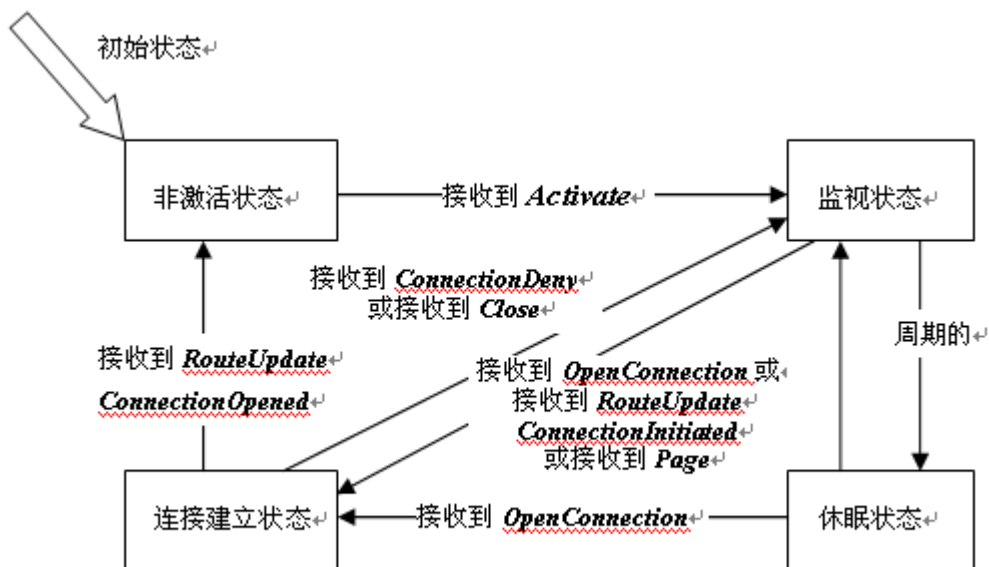 初始状态
非激活状态
接收到 Activate
监视状态
接收到 ConnectionDeny
或接收到 Close
周期的
接收到 RouteUpdate
ConnectionOpened
接收到 OpenConnection 或
接收到 RouteUpdate
ConnectionInitiated
或接收到 Page
连接建立状态
接收到 OpenConnection
休眠状态